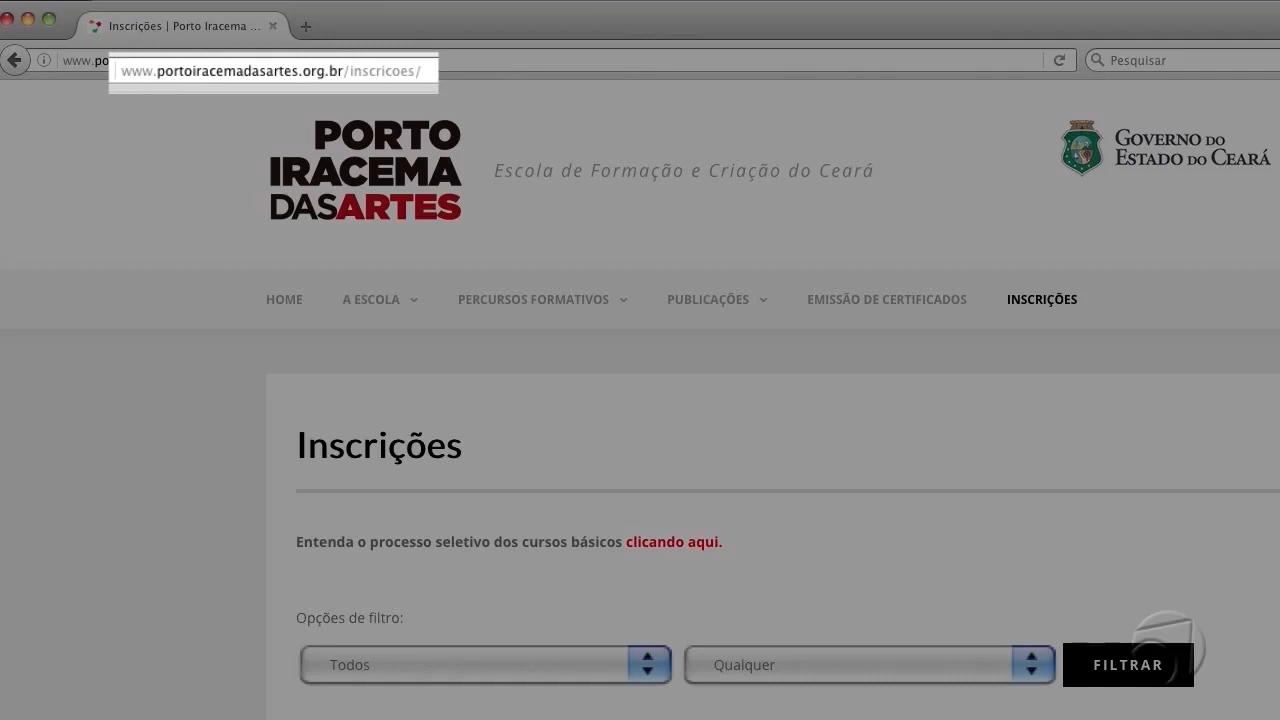 Inscrições | Porto Iracema ...
www.po
www.portoiracemadasartes.org.br/inscricoes/
Pesquisar
PORTO
IRACEMA
DASARTES
Escola de Formação e Criação do Ceará
GOVERNO DO
ESTADO DO CEARÁ
HOME
A ESCOLA
PERCURSOS FORMATIVOS
PUBLICAÇÕES
EMISSÃO DE CERTIFICADOS
INSCRIÇÕES
Inscrições
Entenda o processo seletivo dos cursos básicos clicando aqui.
Opções de filtro:
Todos
Qualquer
FILTRAR